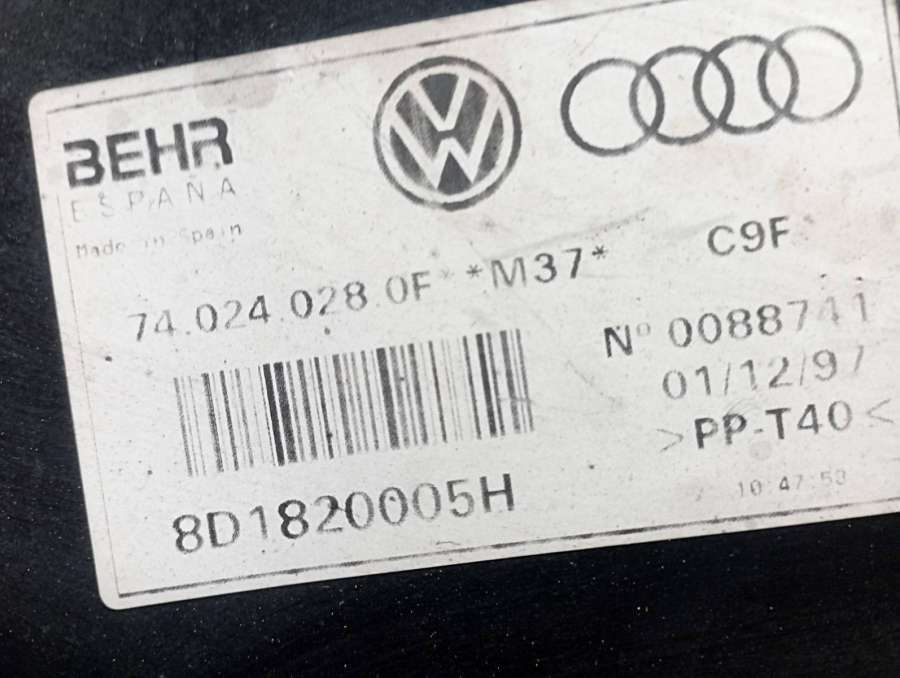 BEHR
ESPAÑA
Made in Spain
74.024.028.0F **M37* C9F
Nº 0088741
01/12/97
>PP-T40<
10:47:53
8D1820005H